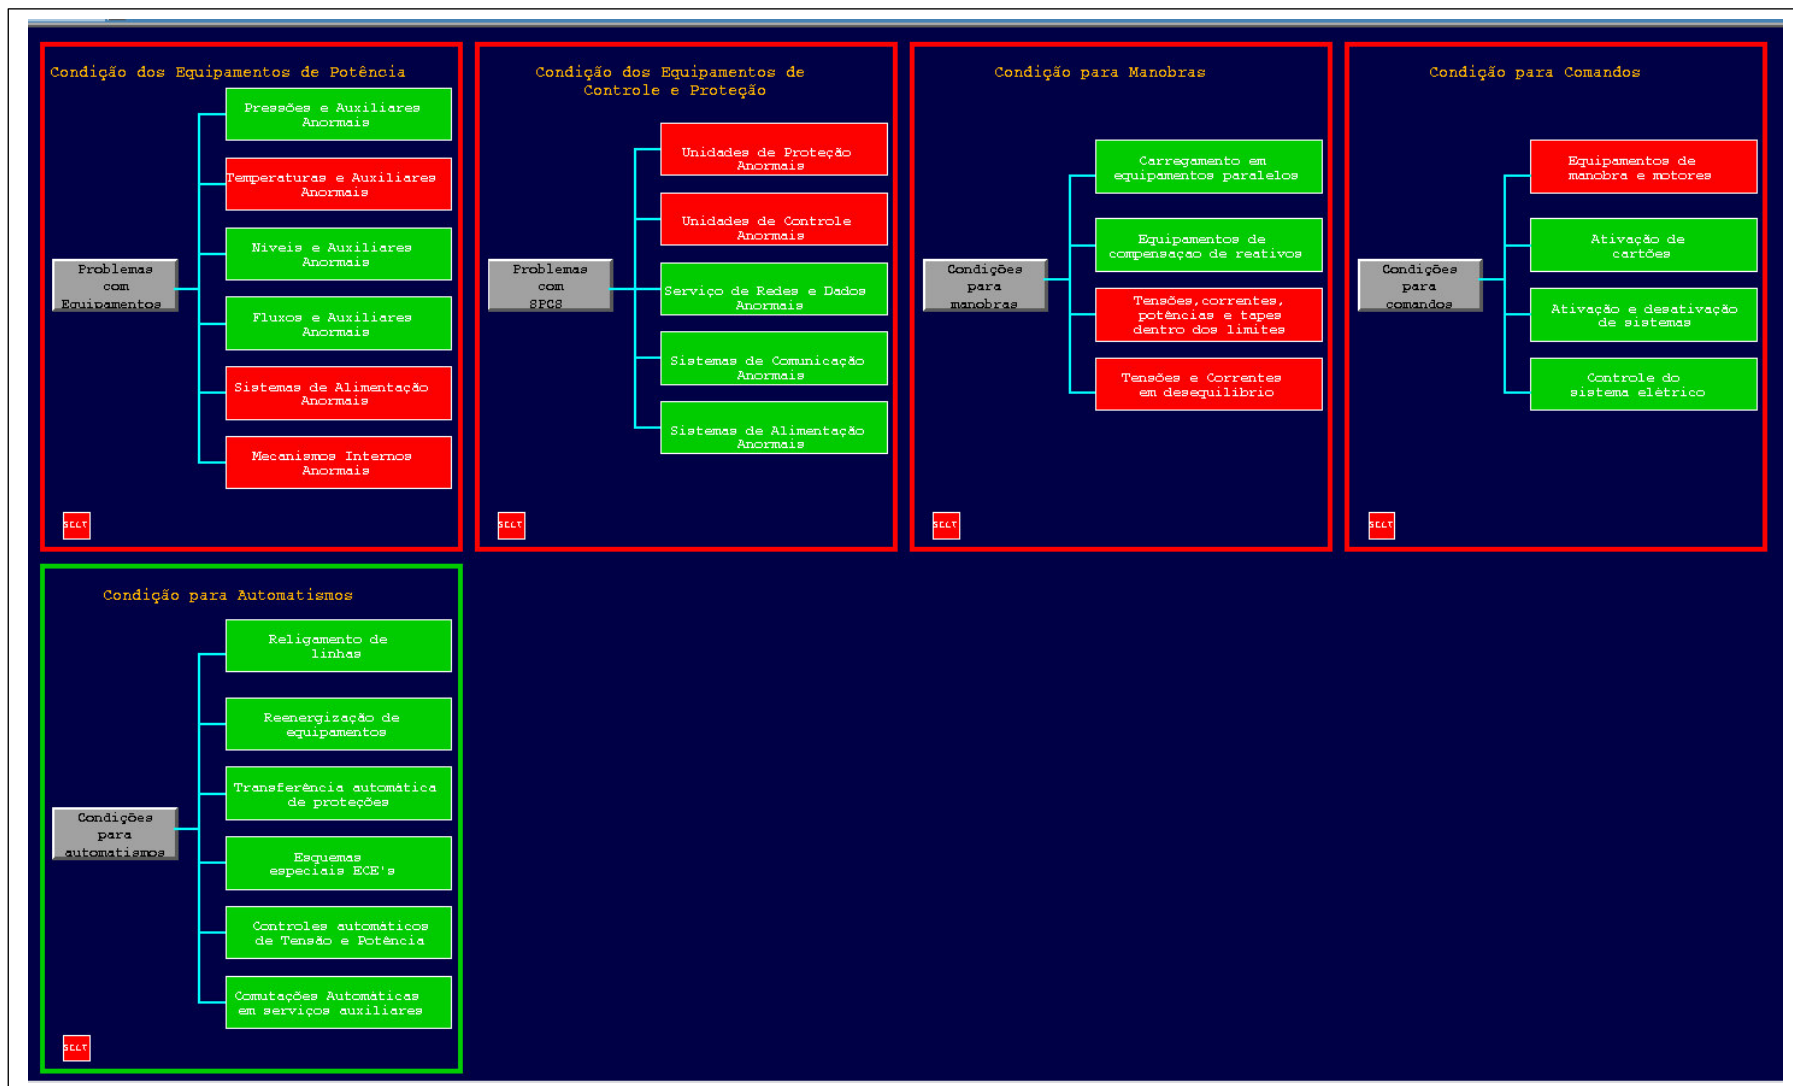 Condição dos Equipamentos de Potência
Pressões e Auxiliares
Anormais
Temperaturas e Auxiliares
Anormais
Níveis e Auxiliares
Anormais
Problemas
com
Equipamentos
Fluxos e Auxiliares
Anormais
Sistemas de Alimentação
Anormais
Mecanismos Internos
Anormais
Condição dos Equipamentos de
Controle e Proteção
Unidades de Proteção
Anormais
Unidades de Controle
Anormais
Problemas
com
SPCS
Serviço de Redes e Dados
Anormais
Sistemas de Comunicação
Anormais
Sistemas de Alimentação
Anormais
Condição para Manobras
Carregamento em
equipamentos paralelos
Equipamentos de
compensaçao de reativos
Condições
para
manobras
Tensões,correntes,
potências e tapes
dentro dos limites
Tensões e Correntes
em desequilíbrio
Condição para Comandos
Equipamentos de
manobra e motores
Ativação de
cartões
Condições
para
comandos
Ativação e desativação
de sistemas
Controle do
sistema elétrico
Condição para Automatismos
Religamento de
linhas
Reenergização de
equipamentos
Transferência automática
de proteções
Condições
para
automatismos
Esquemas
especiais ECE's
Controles automáticos
de Tensão e Potência
Comutações Automáticas
em serviços auxiliares